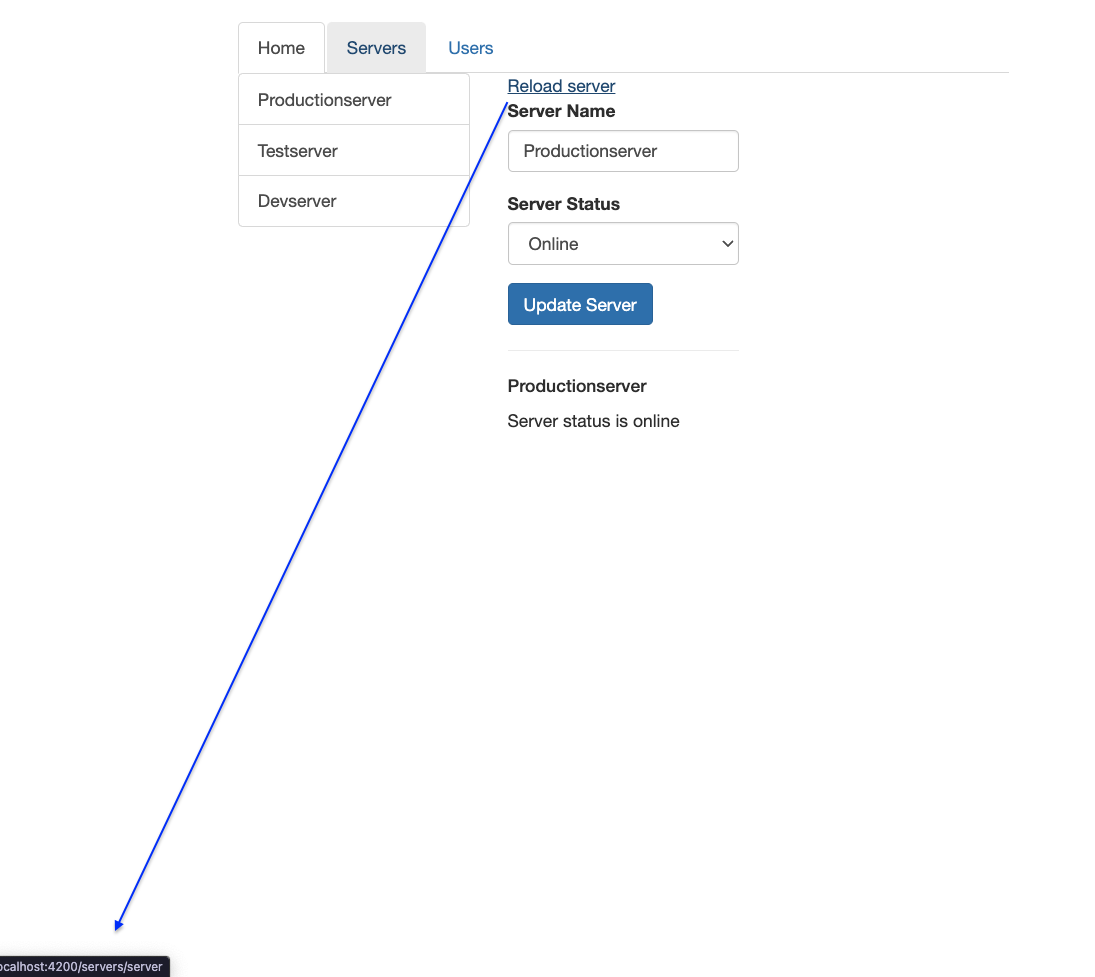 Home Servers Users
Productionserver
Testserver
Devserver
Reload server
Server Name
Productionserver
Server Status
Online
Update Server
Productionserver
Server status is online
ocalhost:4200/servers/server